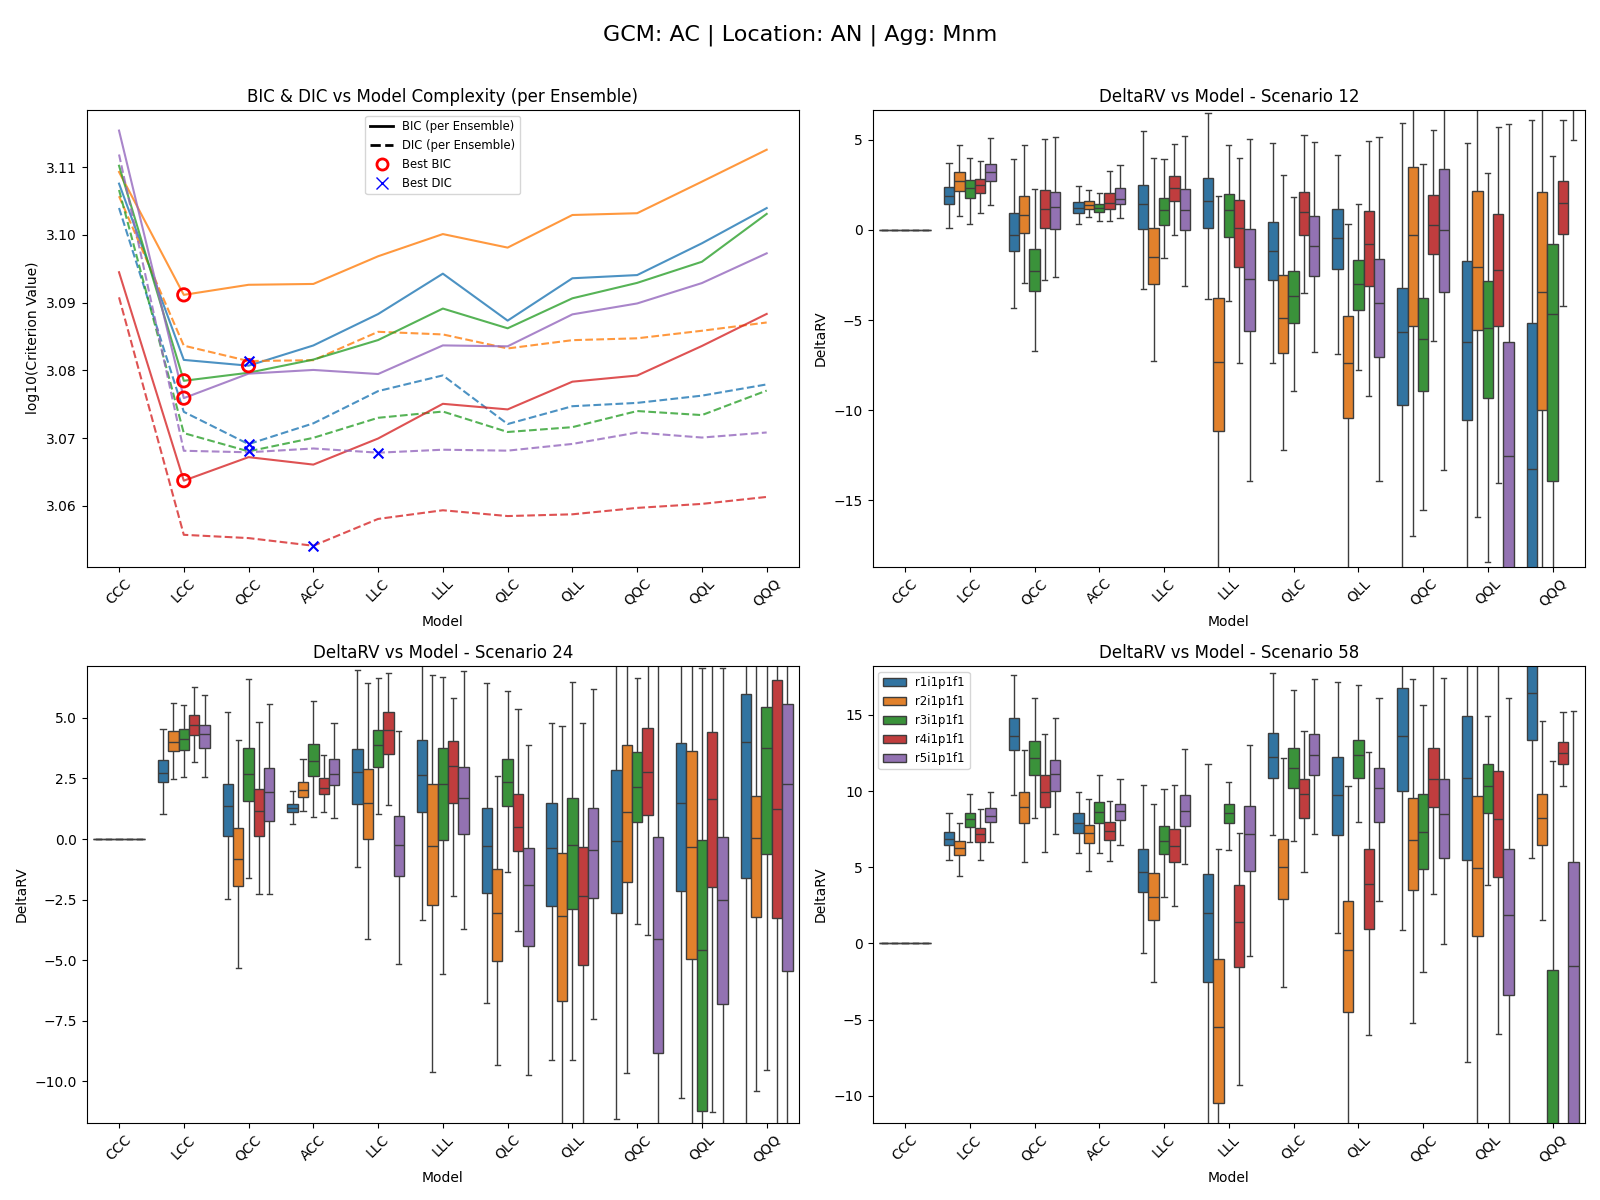 GCM: AC | Location: AN | Agg: Mnm
BIC & DIC vs Model Complexity (per Ensemble)
BIC (per Ensemble)
DIC (per Ensemble)
Best BIC
Best DIC
log10(Criterion Value)
3.11
3.10
3.09
3.08
3.07
3.06
CCC
LCC
QCC
ACC
LLC
LLL
QLC
QLL
QQC
QQL
QQQ
Model
DeltaRV vs Model - Scenario 12
DeltaRV
5
0
−5
−10
−15
CCC
LCC
QCC
ACC
LLC
LLL
QLC
QLL
QQC
QQL
QQQ
Model
DeltaRV vs Model - Scenario 24
DeltaRV
5.0
2.5
0.0
−2.5
−5.0
−7.5
−10.0
CCC
LCC
QCC
ACC
LLC
LLL
QLC
QLL
QQC
QQL
QQQ
Model
DeltaRV vs Model - Scenario 58
r1i1p1f1
r2i1p1f1
r3i1p1f1
r4i1p1f1
r5i1p1f1
DeltaRV
15
10
5
0
−5
−10
CCC
LCC
QCC
ACC
LLC
LLL
QLC
QLL
QQC
QQL
QQQ
Model